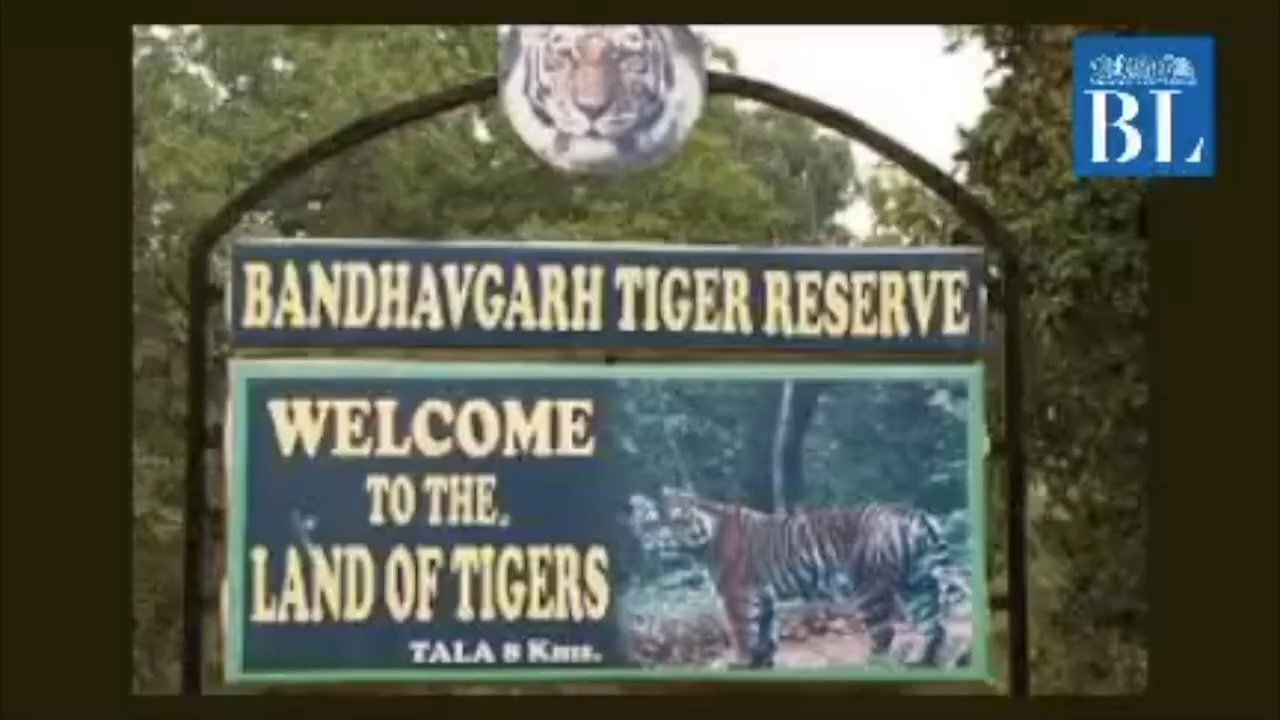 BL
BANDHAVGARH TIGER RESERVE
WELCOME
TO THE.
LAND OF TIGERS
TALA 8 Kms.